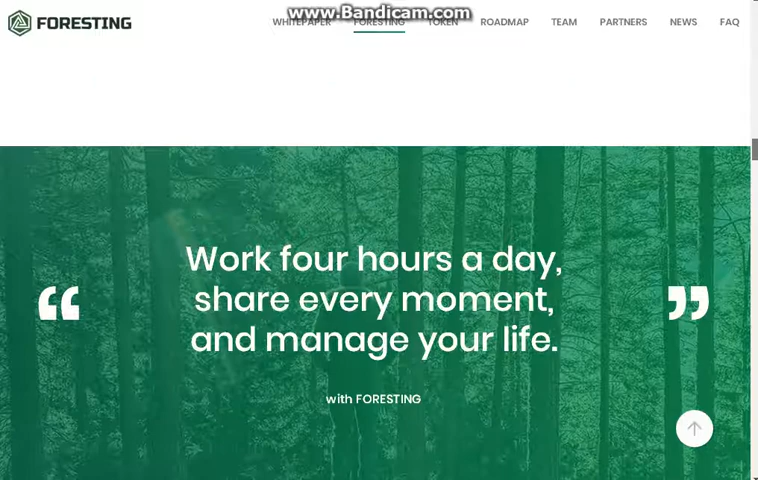 www.Bandicam.com
FORESTING
WHITEPAPER FORESTING TOKEN ROADMAP TEAM PARTNERS NEWS FAQ
“ Work four hours a day, ”
share every moment,
and manage your life.
with FORESTING